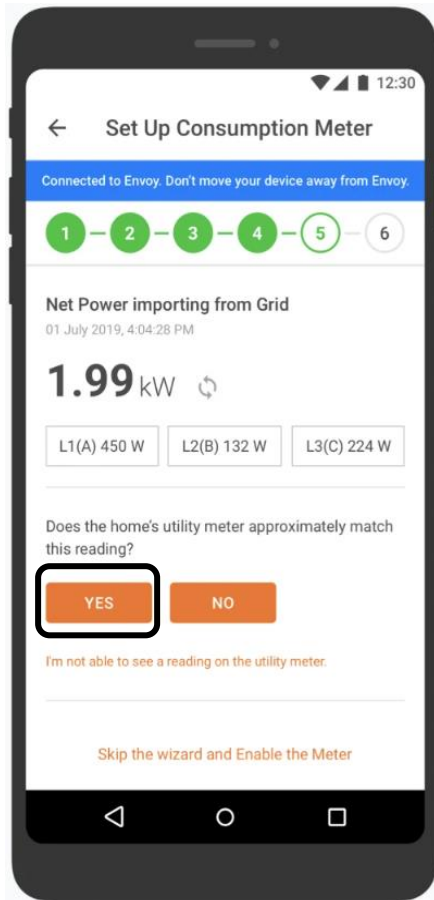 12:30
← Set Up Consumption Meter
Connected to Envoy. Don't move your device away from Envoy.
1 2 3 4 5 6
Net Power importing from Grid
01 July 2019, 4:04:28 PM
1.99 kW
L1(A) 450 W L2(B) 132 W L3(C) 224 W
Does the home's utility meter approximately match
this reading?
YES NO
I'm not able to see a reading on the utility meter.
Skip the wizard and Enable the Meter